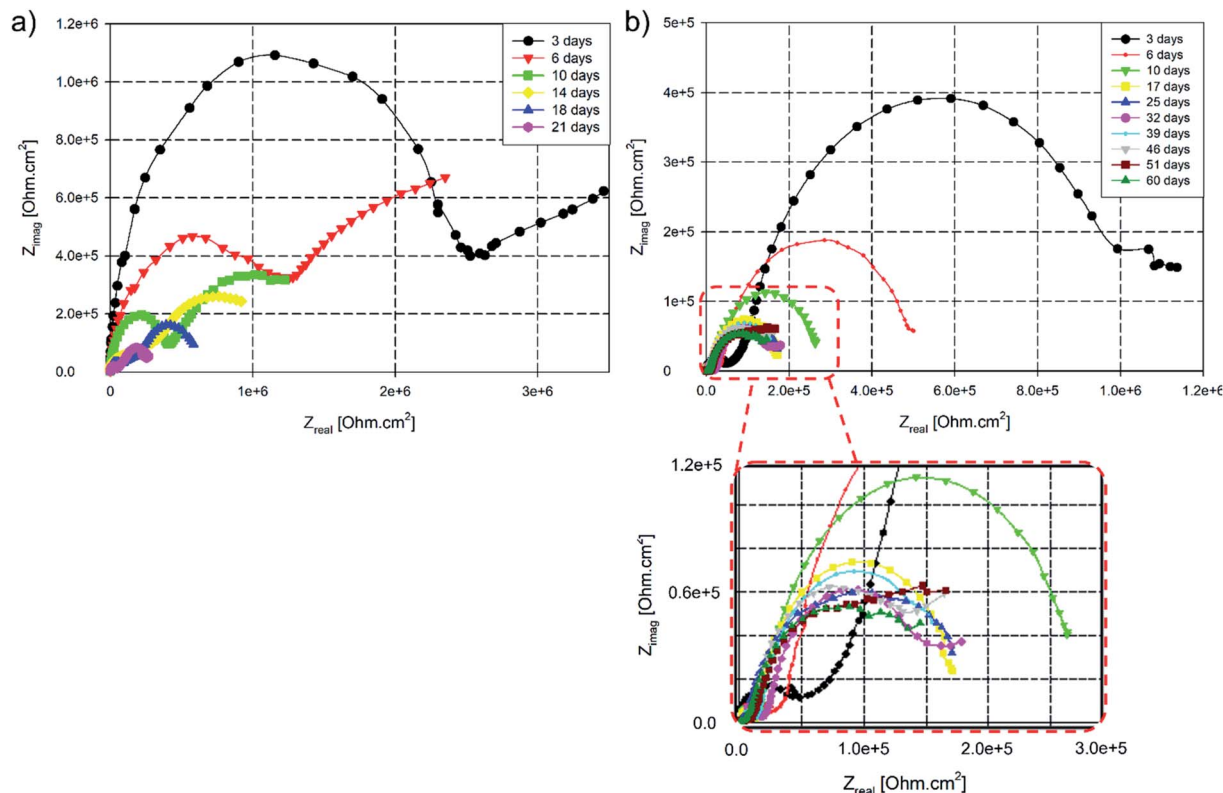 a)
1.2e+6
1.0e+6
8.0e+5
6.0e+5
4.0e+5
2.0e+5
0.0
Zimag [Ohm.cm2]
0
1e+6
2e+6
3e+6
Zreal [Ohm.cm2]
3 days
6 days
10 days
14 days
18 days
21 days
b)
5e+5
4e+5
3e+5
2e+5
1e+5
0.0
Zimag [Ohm.cm2]
0.0
2.0e+5
4.0e+5
6.0e+5
8.0e+5
1.0e+6
1.2e+6
Zreal [Ohm.cm2]
3 days
6 days
10 days
17 days
25 days
32 days
39 days
46 days
51 days
60 days
1.2e+5
0.6e+5
0.0
Zimag [Ohm.cm2]
0.0
1.0e+5
2.0e+5
3.0e+5
Zreal [Ohm.cm2]